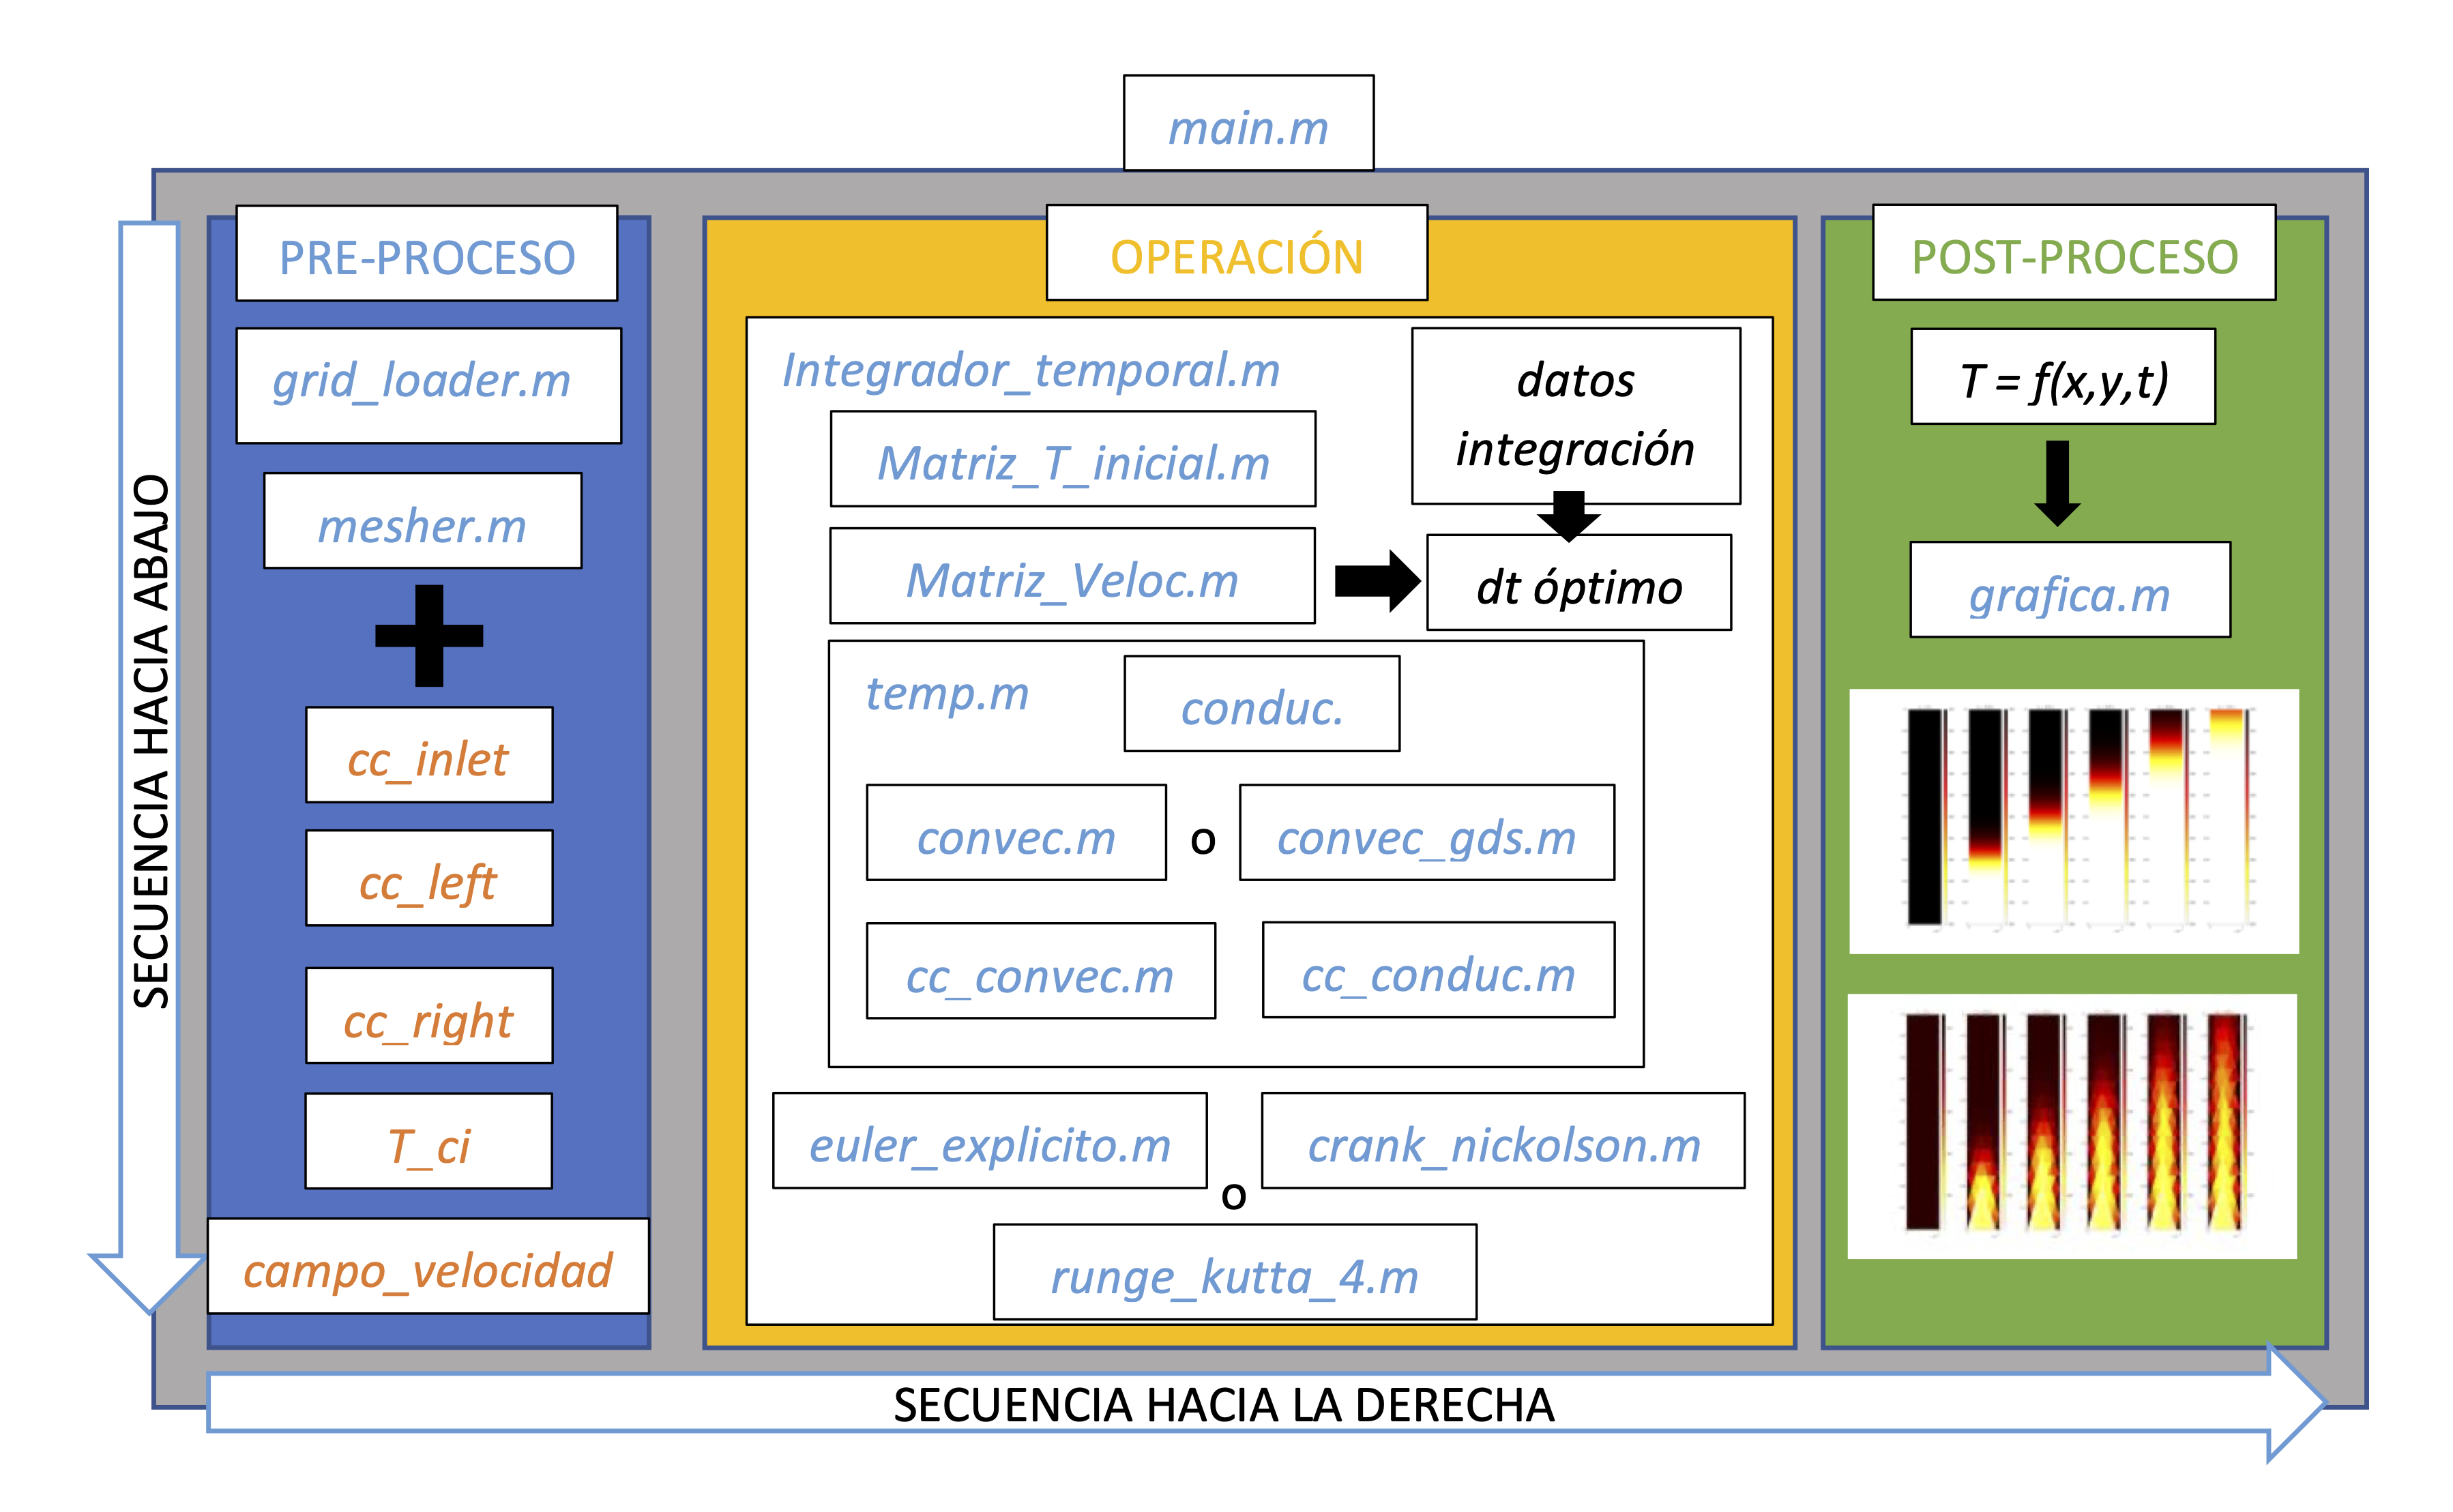 main.m
SECUENCIA HACIA ABAJO
PRE-PROCESO
grid_loader.m
mesher.m
cc_inlet
cc_left
cc_right
T_ci
campo_velocidad
OPERACIÓN
Integrador_temporal.m
datos
integración
Matriz_T_inicial.m
Matriz_Veloc.m
dt óptimo
temp.m
conduc.
convec.m
o
convec_gds.m
cc_convec.m
cc_conduc.m
euler_explicito.m
crank_nickolson.m
o
runge_kutta_4.m
POST-PROCESO
T = f(x,y,t)
grafica.m
SECUENCIA HACIA LA DERECHA